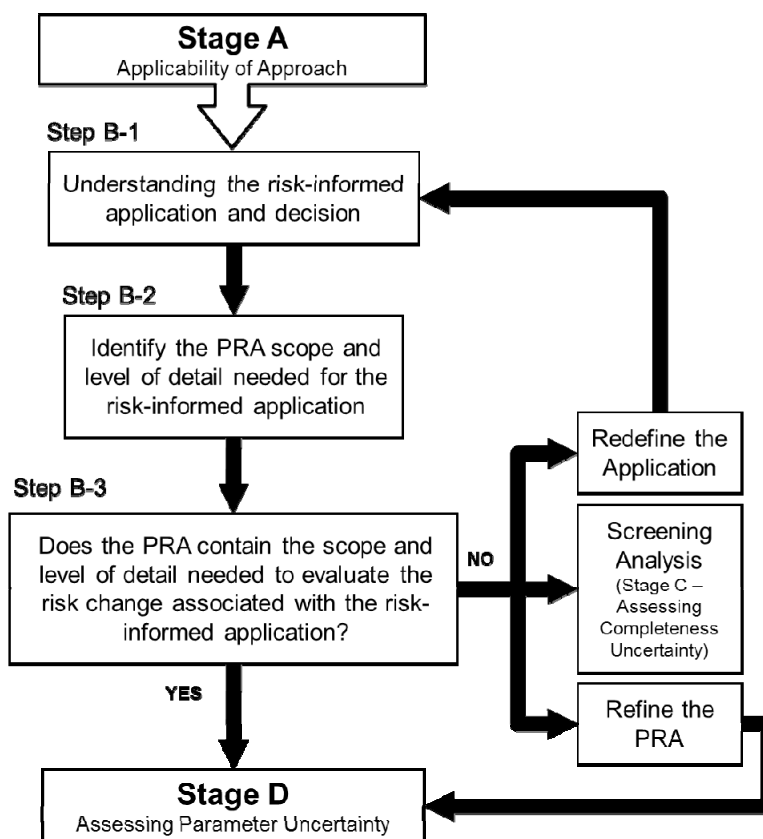 Stage A
Applicability of Approach
Step B-1
Understanding the risk-informed
application and decision
Step B-2
Identify the PRA scope and
level of detail needed for the
risk-informed application
Step B-3
Does the PRA contain the scope and
level of detail needed to evaluate the
risk change associated with the risk-
informed application?
NO
YES
Redefine the
Application
Screening
Analysis
(Stage C –
Assessing
Completeness
Uncertainty)
Refine the
PRA
Stage D
Assessing Parameter Uncertainty